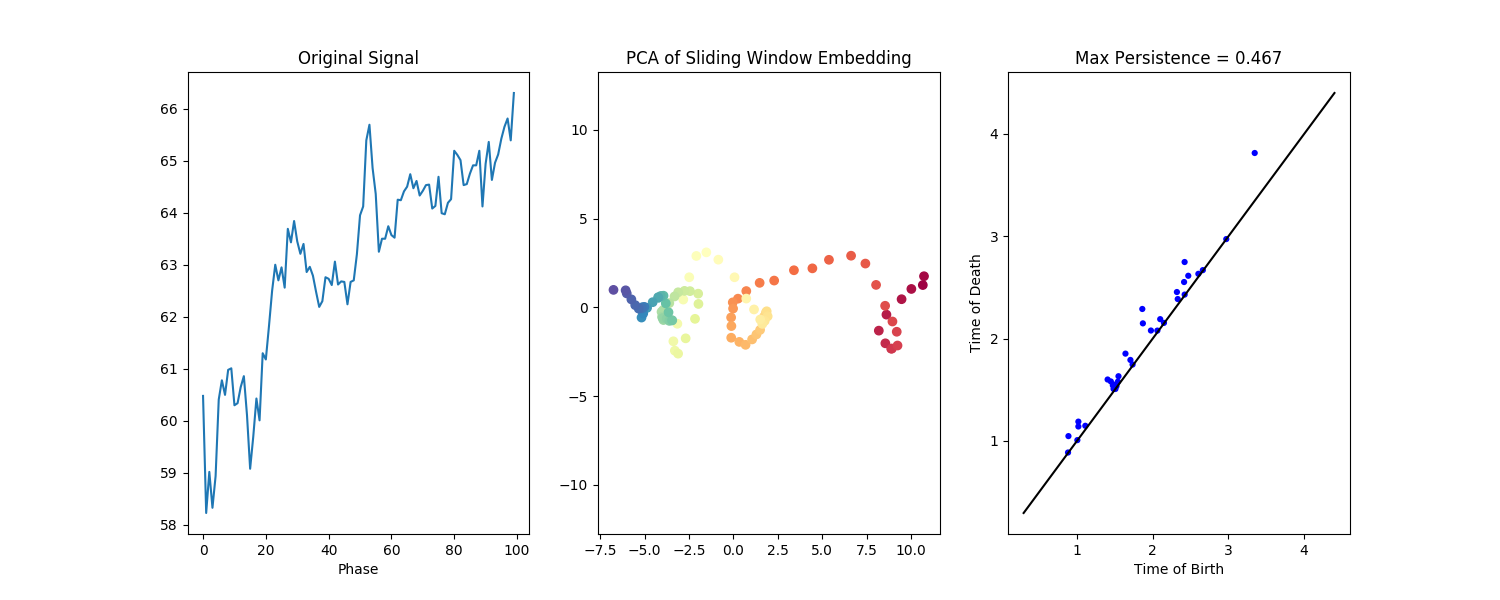 Original Signal
66
65
64
63
62
61
60
59
58
0 20 40 60 80 100
Phase
PCA of Sliding Window Embedding
10
5
0
−5
−10
−7.5 −5.0 −2.5 0.0 2.5 5.0 7.5 10.0
Max Persistence = 0.467
Time of Death
4
3
2
1
1 2 3 4
Time of Birth